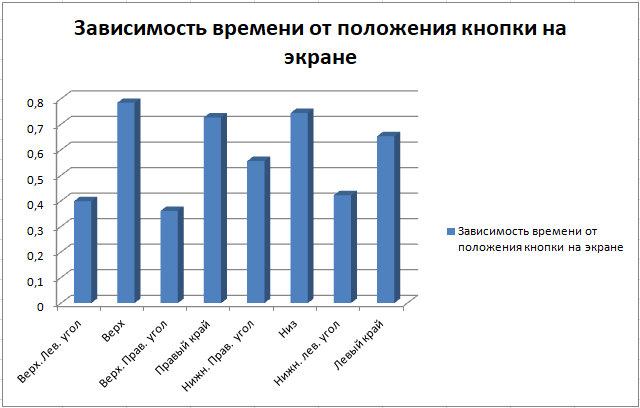 Зависимость времени от положения кнопки на
экране
0,8
0,7
0,6
0,5
0,4
0,3
0,2
0,1
0
Верх. Лев. угол
Верх
Верх. Прав. угол
Правый край
Нижн. Прав. угол
Низ
Нижн. лев. угол
Левый край
Зависимость времени от
положения кнопки на экране